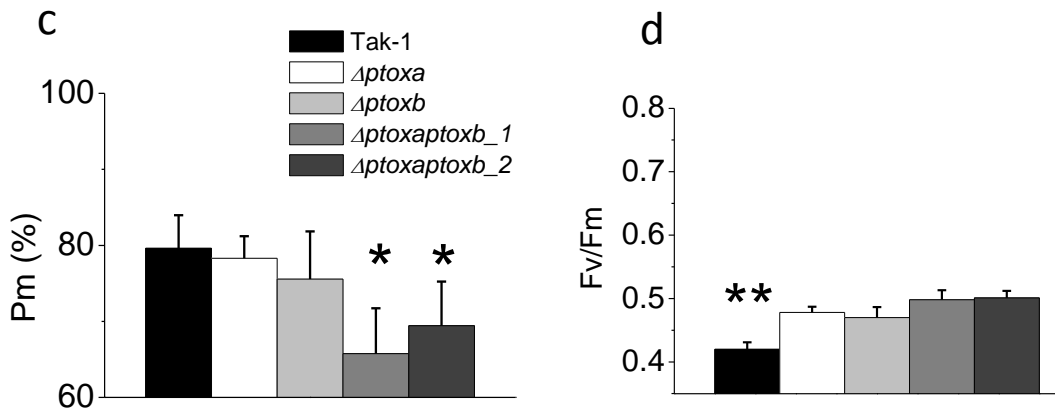 c
Tak-1
Δptoxa
Δptoxb
Δptoxaptoxb_1
Δptoxaptoxb_2
Pm (%)
100
80
60
*
*
d
Fv/Fm
0.8
0.7
0.6
0.5
0.4
**